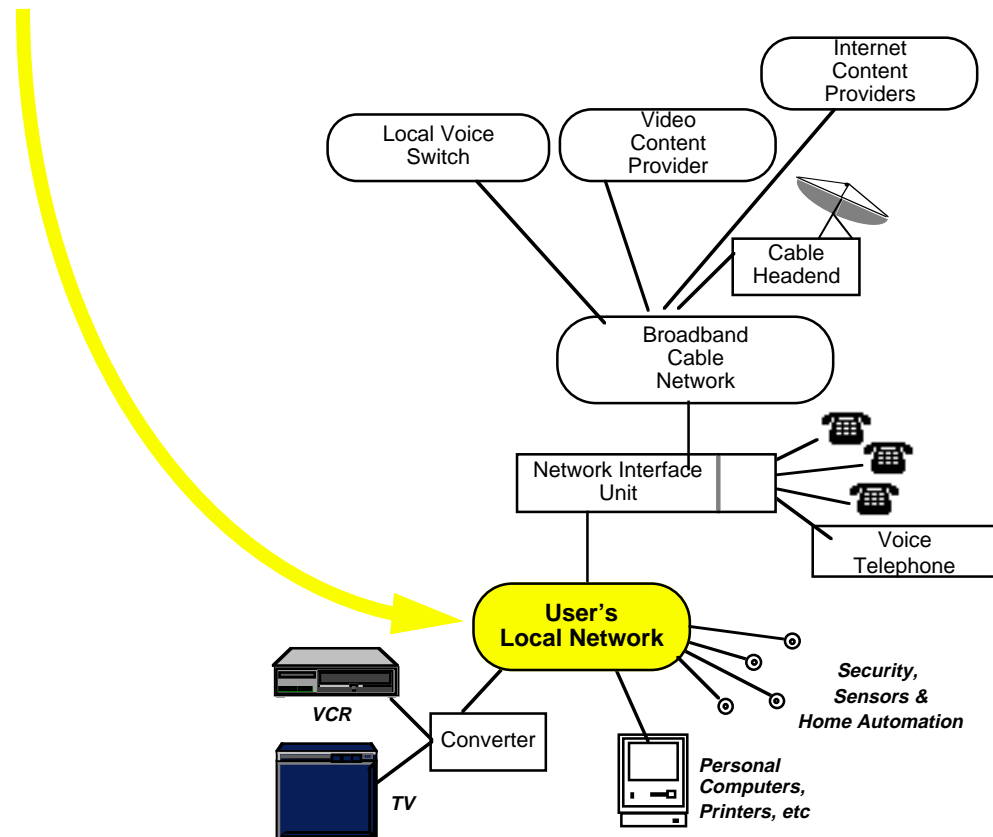 Internet
Content
Providers
Local Voice
Switch
Video
Content
Provider
Cable
Headend
Broadband
Cable
Network
Network Interface
Unit
Voice
Telephone
User's
Local Network
Security,
Sensors &
Home Automation
VCR
Converter
TV
Personal
Computers,
Printers, etc